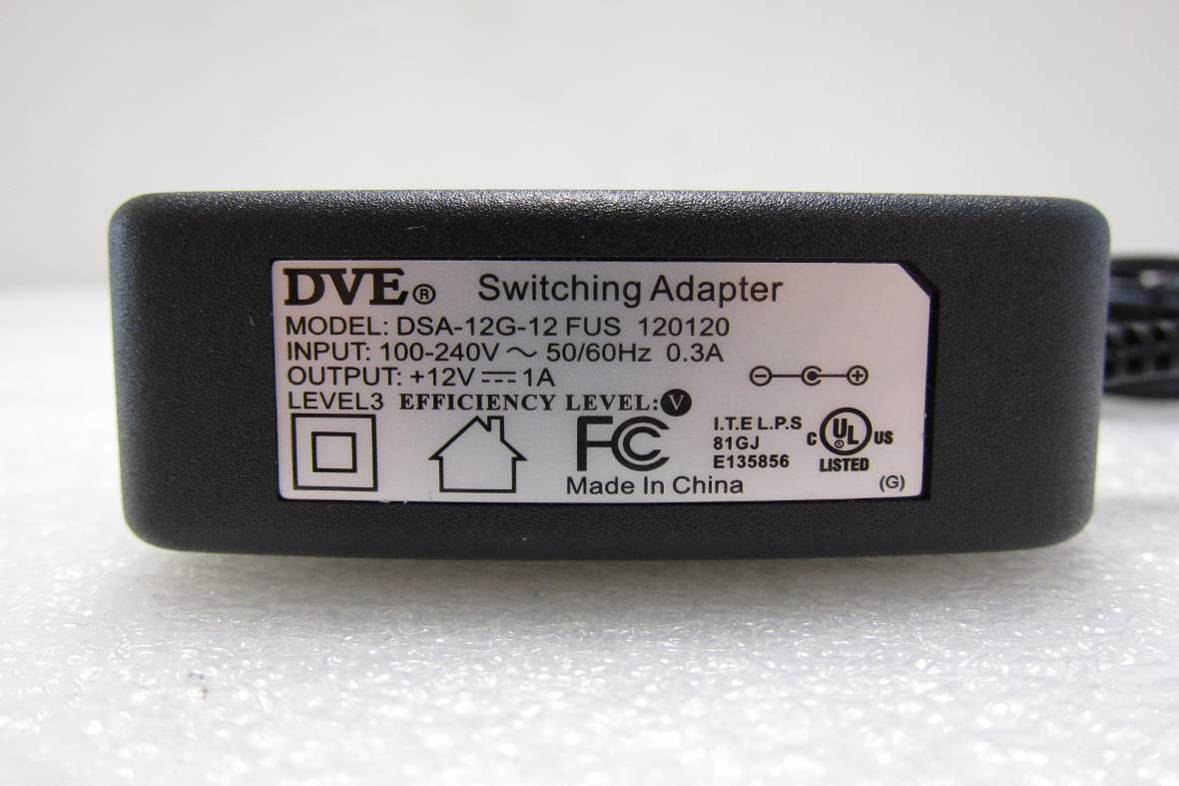 DVE® Switching Adapter
MODEL: DSA-12G-12 FUS 120120
INPUT: 100-240V ~ 50/60Hz 0.3A
OUTPUT: +12V ⎓ 1A
LEVEL3 EFFICIENCY LEVEL: V
FC
I.T.E L.P.S
81GJ
E135856
C UL® US
LISTED
Made In China
(G)